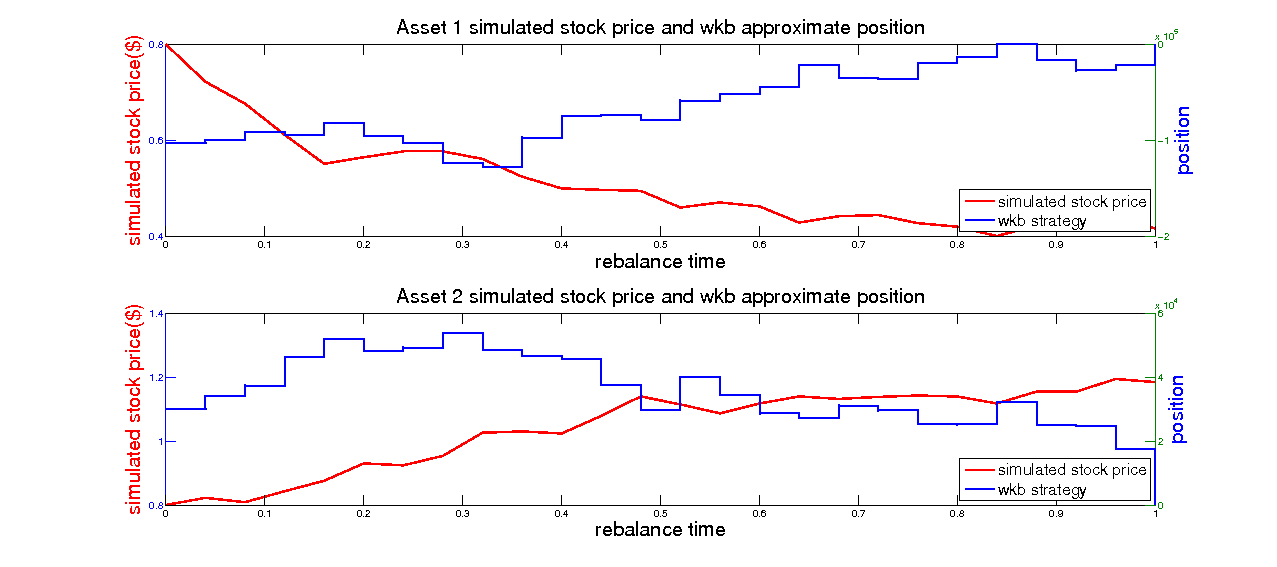 Asset 1 simulated stock price and wkb approximate position
x 10^5
simulated stock price($)
0.8
0.6
0.4
0
-1
-2
position
simulated stock price
wkb strategy
0 0.1 0.2 0.3 0.4 0.5 0.6 0.7 0.8 0.9 1
rebalance time
Asset 2 simulated stock price and wkb approximate position
x 10^4
simulated stock price($)
1.4
1.2
1
0.8
6
4
2
0
position
simulated stock price
wkb strategy
0 0.1 0.2 0.3 0.4 0.5 0.6 0.7 0.8 0.9 1
rebalance time